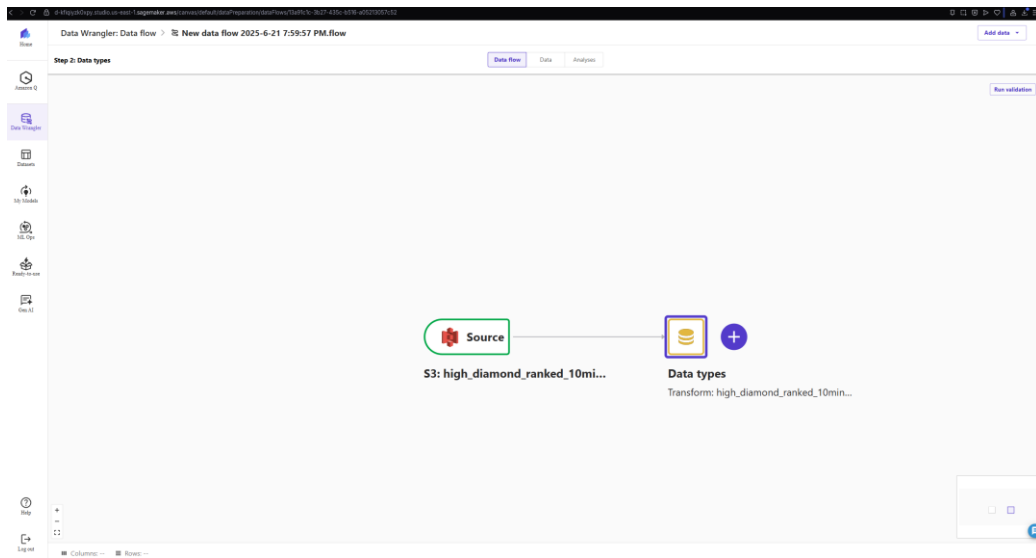 Home
Data Wrangler: Data flow > New data flow 2025-6-21 7:59:57 PM.flow
Add data
Step 2: Data types
Data flow
Data
Analyses
Run validation
Amazon Q
Data Wrangler
Datasets
My Models
ML Ops
Ready-to-use
Gen AI
Source
S3: high_diamond_ranked_10mi...
Data types
Transform: high_diamond_ranked_10min...
Help
Log out
Columns: --
Rows: --